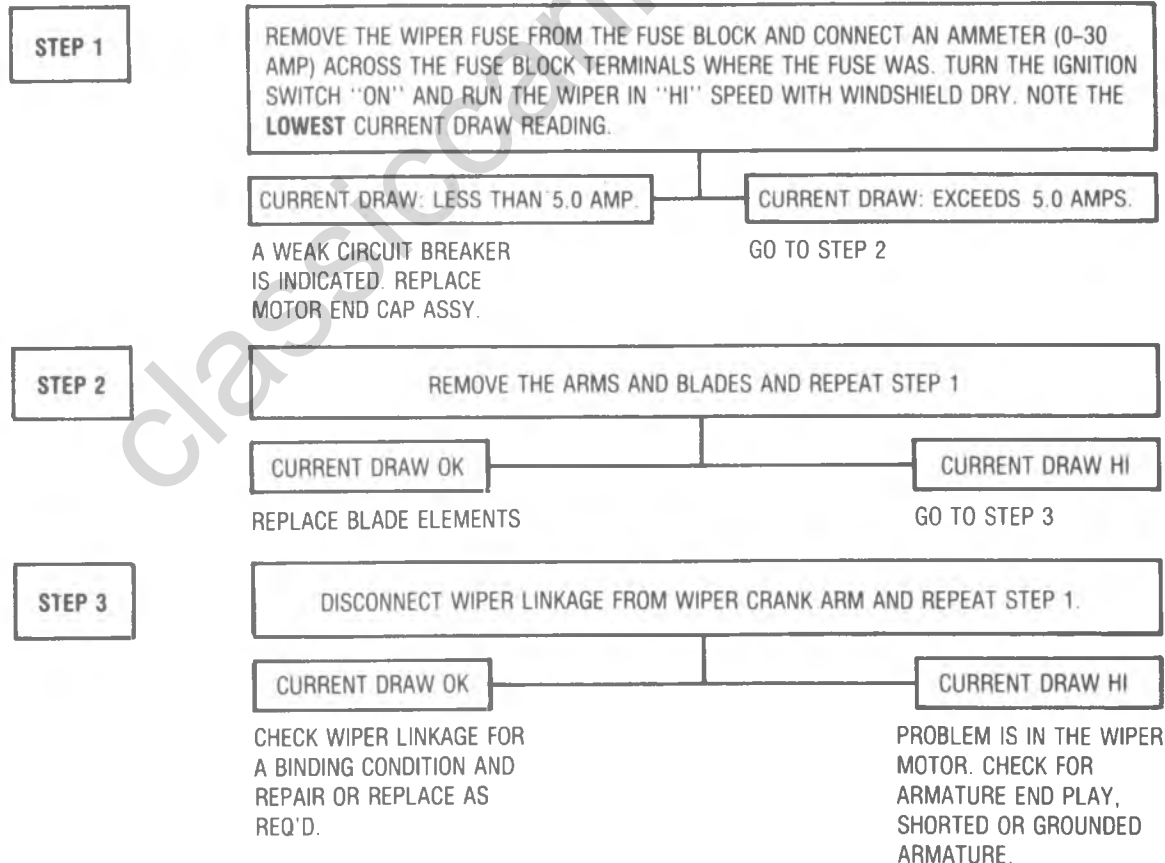 STEP 1
REMOVE THE WIPER FUSE FROM THE FUSE BLOCK AND CONNECT AN AMMETER (0–30
AMP) ACROSS THE FUSE BLOCK TERMINALS WHERE THE FUSE WAS. TURN THE IGNITION
SWITCH "ON" AND RUN THE WIPER IN "HI" SPEED WITH WINDSHIELD DRY. NOTE THE
LOWEST CURRENT DRAW READING.
CURRENT DRAW: LESS THAN 5.0 AMP.
CURRENT DRAW: EXCEEDS 5.0 AMPS.
A WEAK CIRCUIT BREAKER
IS INDICATED. REPLACE
MOTOR END CAP ASSY.
GO TO STEP 2
STEP 2
REMOVE THE ARMS AND BLADES AND REPEAT STEP 1
CURRENT DRAW OK
CURRENT DRAW HI
REPLACE BLADE ELEMENTS
GO TO STEP 3
STEP 3
DISCONNECT WIPER LINKAGE FROM WIPER CRANK ARM AND REPEAT STEP 1.
CURRENT DRAW OK
CURRENT DRAW HI
CHECK WIPER LINKAGE FOR
A BINDING CONDITION AND
REPAIR OR REPLACE AS
REQ'D.
PROBLEM IS IN THE WIPER
MOTOR. CHECK FOR
ARMATURE END PLAY,
SHORTED OR GROUNDED
ARMATURE.